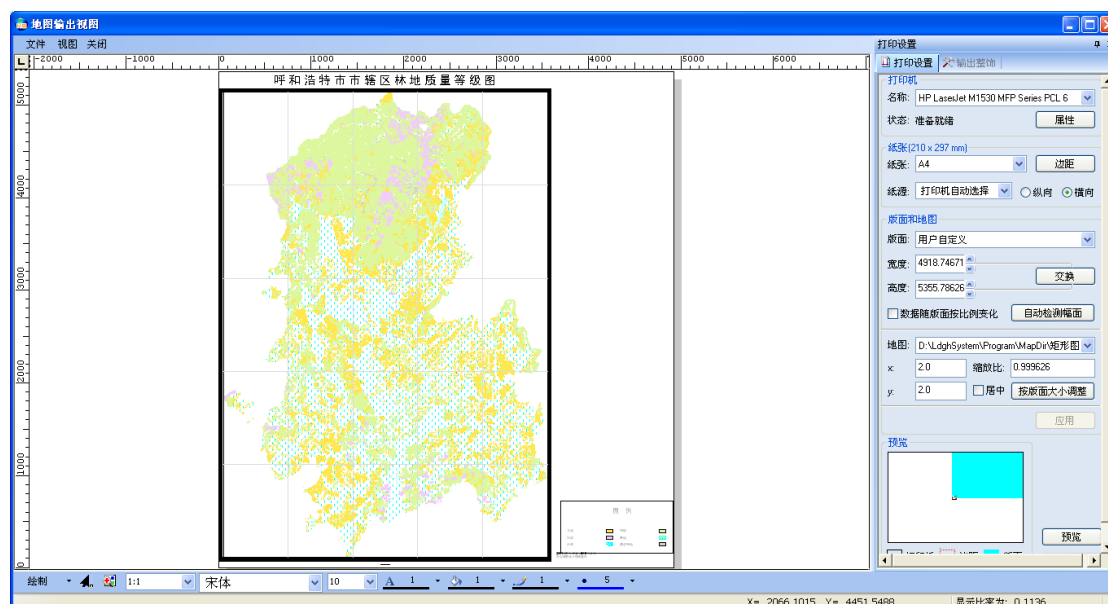 地图输出视图
文件 视图 关闭
-2000 -1000 0 1000 2000 3000 4000 5000 6000
5000
4000
3000
2000
1000
0
呼和浩特市市辖区林地质量等级图
图 例
打印设置
打印设置 输出整饰
打印机
名称: HP LaserJet M1530 MFP Series PCL 6
状态: 准备就绪 属性
纸张(210 x 297 mm)
纸张: A4 边距
纸源: 打印机自动选择 纵向 横向
版面和地图
版面: 用户自定义
宽度: 4918.74671
交换
高度: 5355.78626
数据随版面按比例变化 自动检测幅面
地图: D:\LdghSystem\Program\MapDir\矩形图
x: 2.0 缩放比: 0.999626
y: 2.0 居中 按版面大小调整
应用
预览
预览
绘制 1:1 宋体 10 A 1 1 1 5
X= 2066.1015 Y= 4451.5488 显示比率为: 0.1136